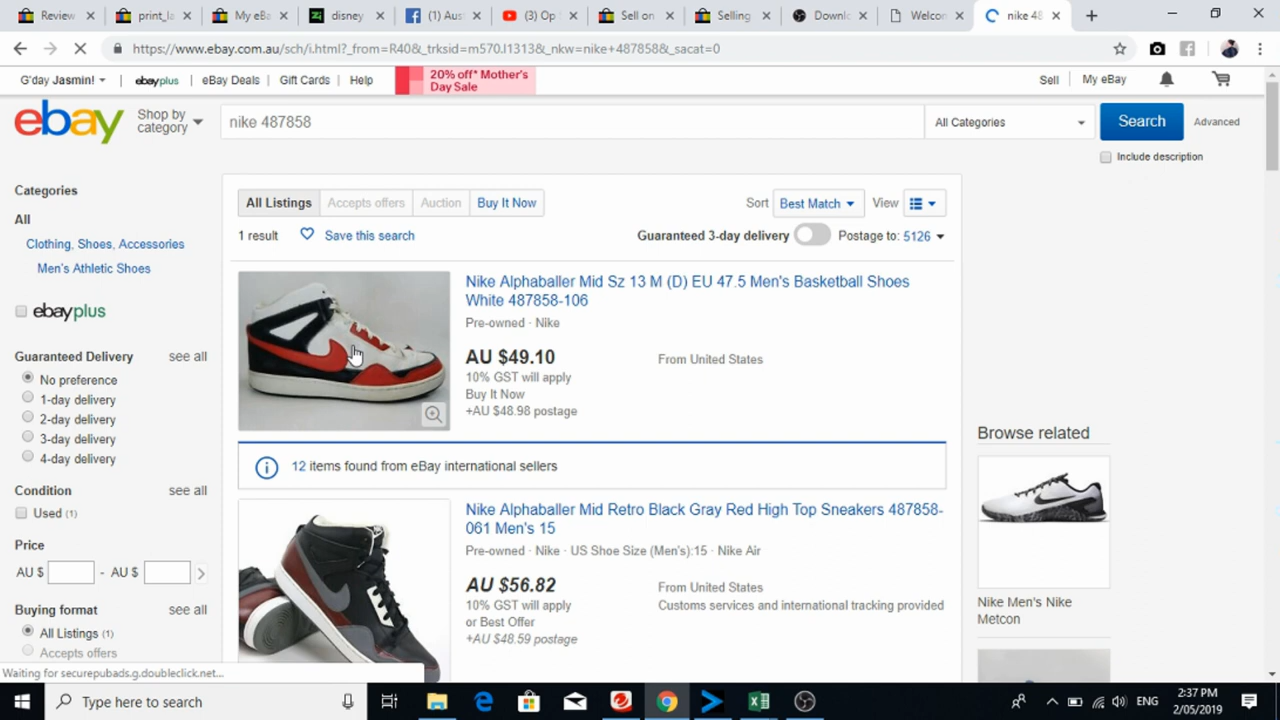 Review
print_la
My eBa
disney
(1) Aus
(3) Op
Sell on
Selling
Downlo
Welcon
nike 48
https://www.ebay.com.au/sch/i.html?_from=R40&_trksid=m570.l1313&_nkw=nike+487858&_sacat=0
G'day Jasmin!
ebayplus
eBay Deals
Gift Cards
Help
20% off* Mother's
Day Sale
Sell
My eBay
ebay
Shop by
category
nike 487858
All Categories
Search
Advanced
Include description
Categories
All
Clothing, Shoes, Accessories
Men's Athletic Shoes
ebayplus
Guaranteed Delivery
see all
No preference
1-day delivery
2-day delivery
3-day delivery
4-day delivery
Condition
see all
Used (1)
Price
AU $ - AU $
Buying format
see all
All Listings (1)
Accepts offers
All Listings
Accepts offers
Auction
Buy It Now
Sort
Best Match
View
1 result
Save this search
Guaranteed 3-day delivery
Postage to: 5126
Nike Alphaballer Mid Sz 13 M (D) EU 47.5 Men's Basketball Shoes
White 487858-106
Pre-owned · Nike
AU $49.10
From United States
10% GST will apply
Buy It Now
+AU $48.98 postage
12 items found from eBay international sellers
Nike Alphaballer Mid Retro Black Gray Red High Top Sneakers 487858-
061 Men's 15
Pre-owned · Nike · US Shoe Size (Men's):15 · Nike Air
AU $56.82
From United States
10% GST will apply
Customs services and international tracking provided
or Best Offer
+AU $48.59 postage
Browse related
Nike Men's Nike
Metcon
Waiting for securepubads.g.doubleclick.net...
Type here to search
ENG
2:37 PM
2/05/2019